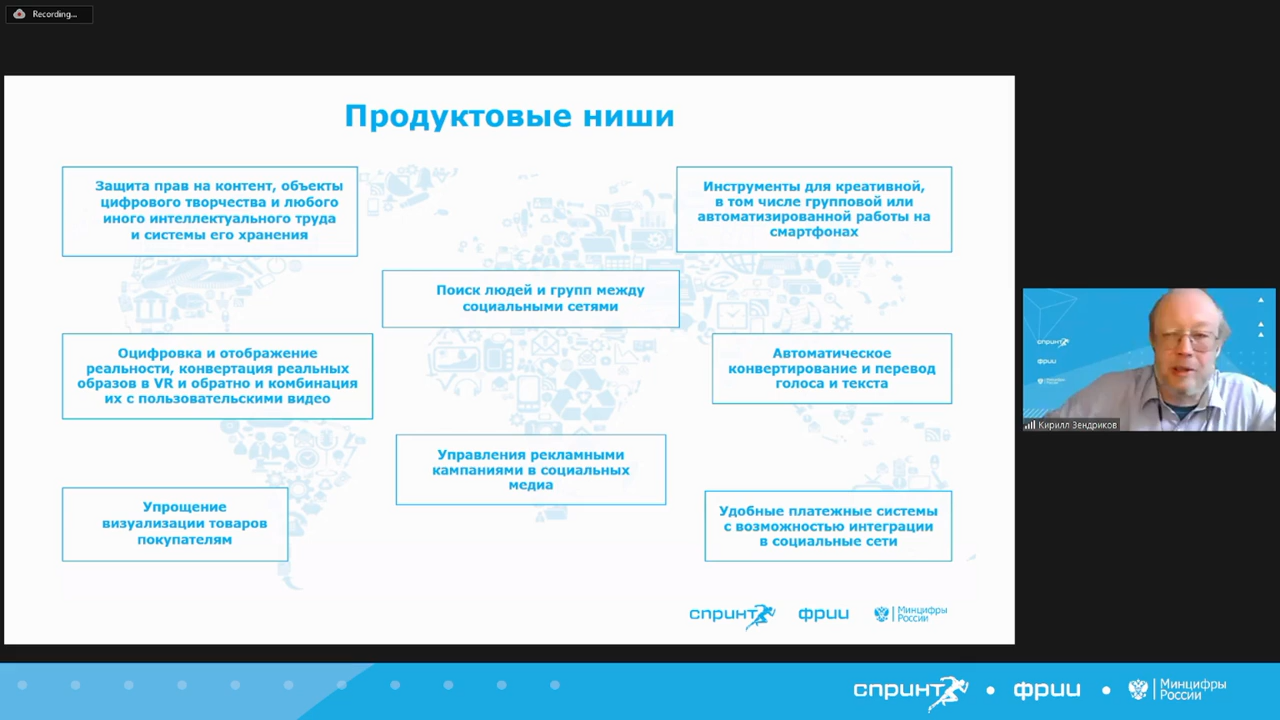 Recording...
Продуктовые ниши
Защита прав на контент, объекты
цифрового творчества и любого
иного интеллектуального труда
и системы его хранения
Инструменты для креативной,
в том числе групповой или
автоматизированной работы на
смартфонах
Поиск людей и групп между
социальными сетями
Оцифровка и отображение
реальности, конвертация реальных
образов в VR и обратно и комбинация
их с пользовательскими видео
Автоматическое
конвертирование и перевод
голоса и текста
Управления рекламными
кампаниями в социальных
медиа
Упрощение
визуализации товаров
покупателям
Удобные платежные системы
с возможностью интеграции
в социальные сети
спринт
фрии
Минцифры
России
спринт
фрии
Кирилл Зендриков
спринт
фрии
Минцифры
России